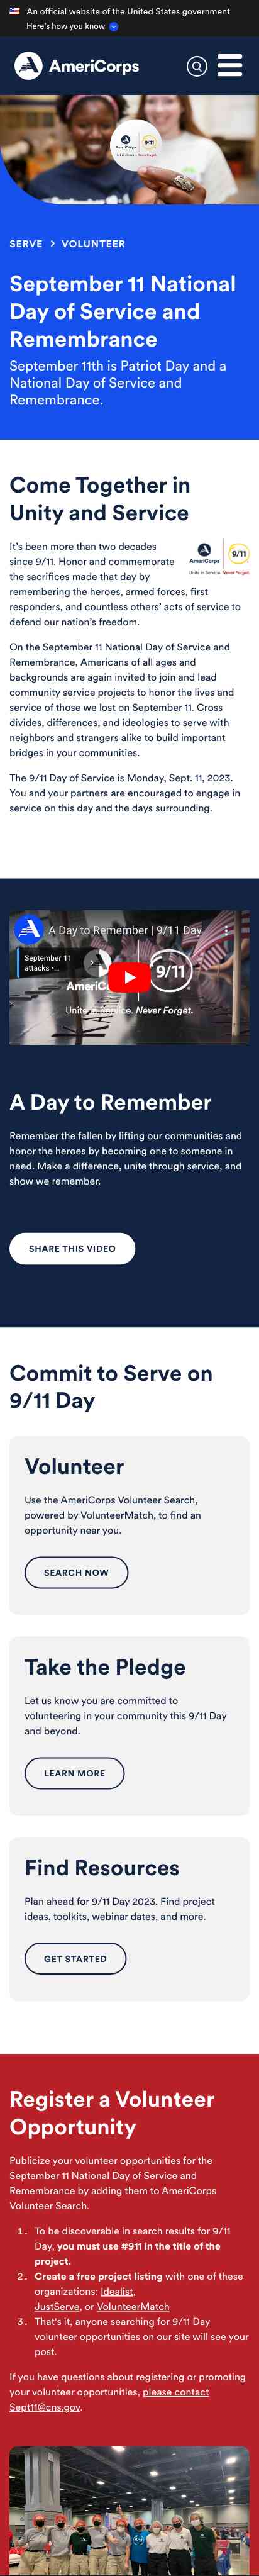 An official website of the United States government
Here's how you know
AmeriCorps
AmeriCorps
9/11
SERVE > VOLUNTEER
September 11 National
Day of Service and
Remembrance
September 11th is Patriot Day and a
National Day of Service and
Remembrance.
Come Together in
Unity and Service
It's been more than two decades
since 9/11. Honor and commemorate
the sacrifices made that day by
remembering the heroes, armed forces, first
responders, and countless others' acts of service to
defend our nation's freedom.
AmeriCorps
9/11
Unite in Service. Never Forget.
On the September 11 National Day of Service and
Remembrance, Americans of all ages and
backgrounds are again invited to join and lead
community service projects to honor the lives and
service of those we lost on September 11. Cross
divides, differences, and ideologies to serve with
neighbors and strangers alike to build important
bridges in your communities.
The 9/11 Day of Service is Monday, Sept. 11, 2023.
You and your partners are encouraged to engage in
service on this day and the days surrounding.
A Day to Remember | 9/11 Day
September 11
attacks •...
AmeriC
9/11
Unite in Service. Never Forget.
A Day to Remember
Remember the fallen by lifting our communities and
honor the heroes by becoming one to someone in
need. Make a difference, unite through service, and
show we remember.
SHARE THIS VIDEO
Commit to Serve on
9/11 Day
Volunteer
Use the AmeriCorps Volunteer Search,
powered by VolunteerMatch, to find an
opportunity near you.
SEARCH NOW
Take the Pledge
Let us know you are committed to
volunteering in your community this 9/11 Day
and beyond.
LEARN MORE
Find Resources
Plan ahead for 9/11 Day 2023. Find project
ideas, toolkits, webinar dates, and more.
GET STARTED
Register a Volunteer
Opportunity
Publicize your volunteer opportunities for the
September 11 National Day of Service and
Remembrance by adding them to AmeriCorps
Volunteer Search.
1. To be discoverable in search results for 9/11
Day, you must use #911 in the title of the
project.
2. Create a free project listing with one of these
organizations: Idealist,
JustServe, or VolunteerMatch
3. That's it, anyone searching for 9/11 Day
volunteer opportunities on our site will see your
post.
If you have questions about registering or promoting
your volunteer opportunities, please contact
Sept11@cns.gov.